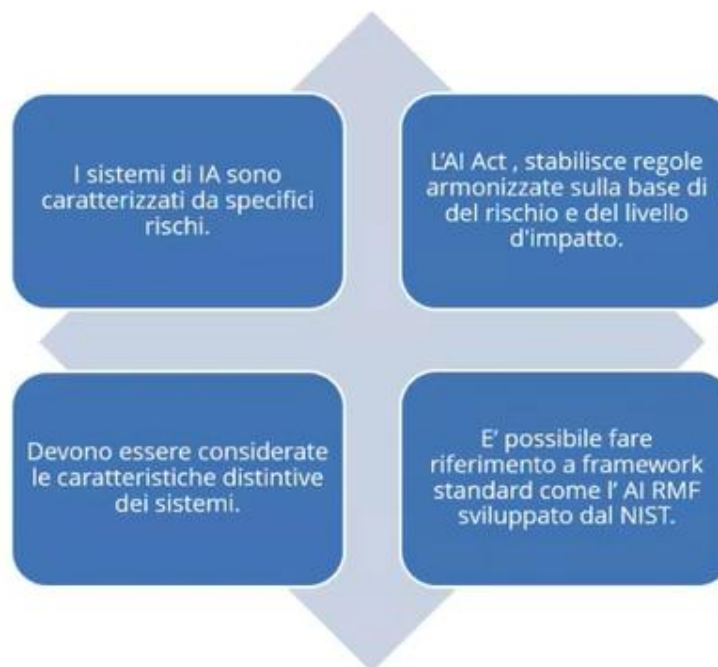 I sistemi di IA sono
caratterizzati da specifici
rischi.
L'AI Act , stabilisce regole
armonizzate sulla base di
del rischio e del livello
d'impatto.
Devono essere considerate
le caratteristiche distintive
dei sistemi.
E' possibile fare
riferimento a framework
standard come l' AI RMF
sviluppato dal NIST.